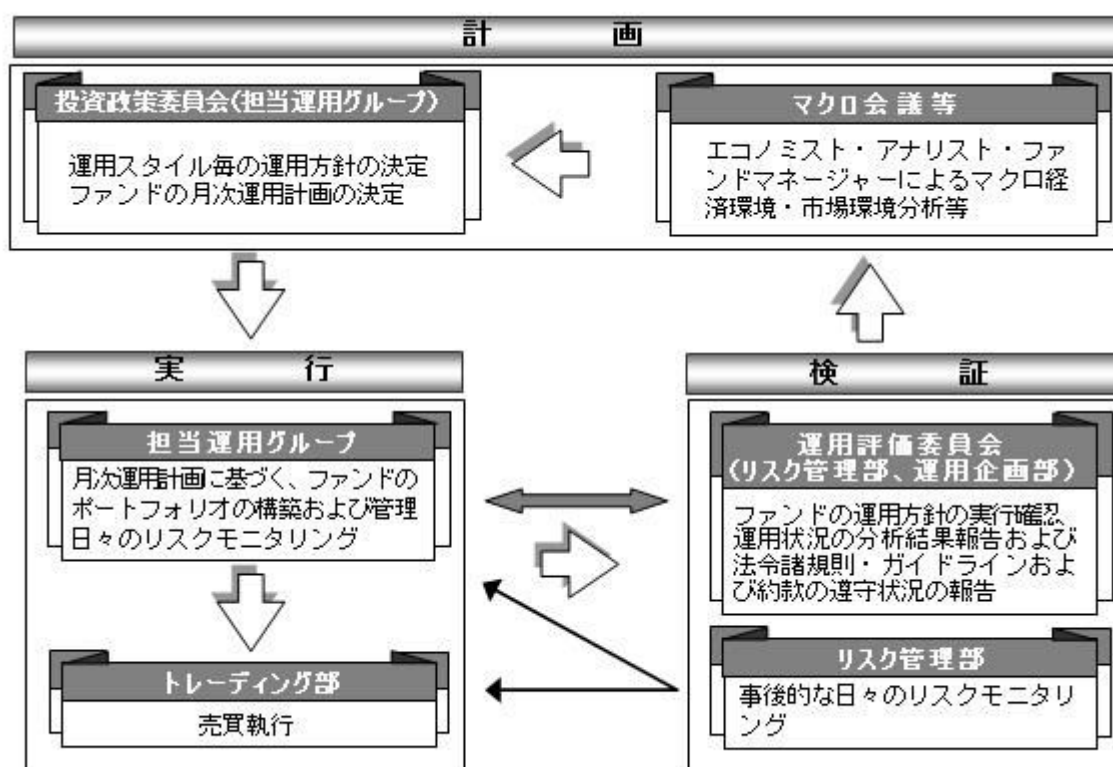 計 画
投資政策委員会(担当運用グループ)
運用スタイル毎の運用方針の決定
ファンドの月次運用計画の決定
マクロ会議等
エコノミスト・アナリスト・ファ
ンドマネージャーによるマクロ経
済環境・市場環境分析等
実 行
担当運用グループ
月次運用計画に基づく、ファンドの
ポートフォリオの構築および管理
日々のリスクモニタリング
トレーディング部
売買執行
検 証
運用評価委員会
(リスク管理部、運用企画部)
ファンドの運用方針の実行確認、
運用状況の分析結果報告および
法令諸規則・ガイドラインおよ
び約款の遵守状況の報告
リスク管理部
事後的な日々のリスクモニタリ
ング